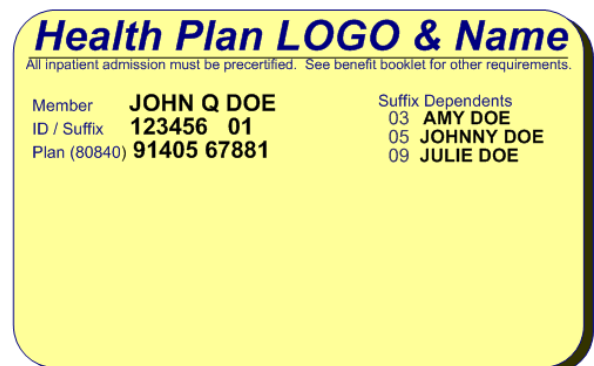 Health Plan LOGO & Name
All inpatient admission must be precertified. See benefit booklet for other requirements.
Member JOHN Q DOE
ID / Suffix 123456 01
Plan (80840) 91405 67881
Suffix Dependents
03 AMY DOE
05 JOHNNY DOE
09 JULIE DOE